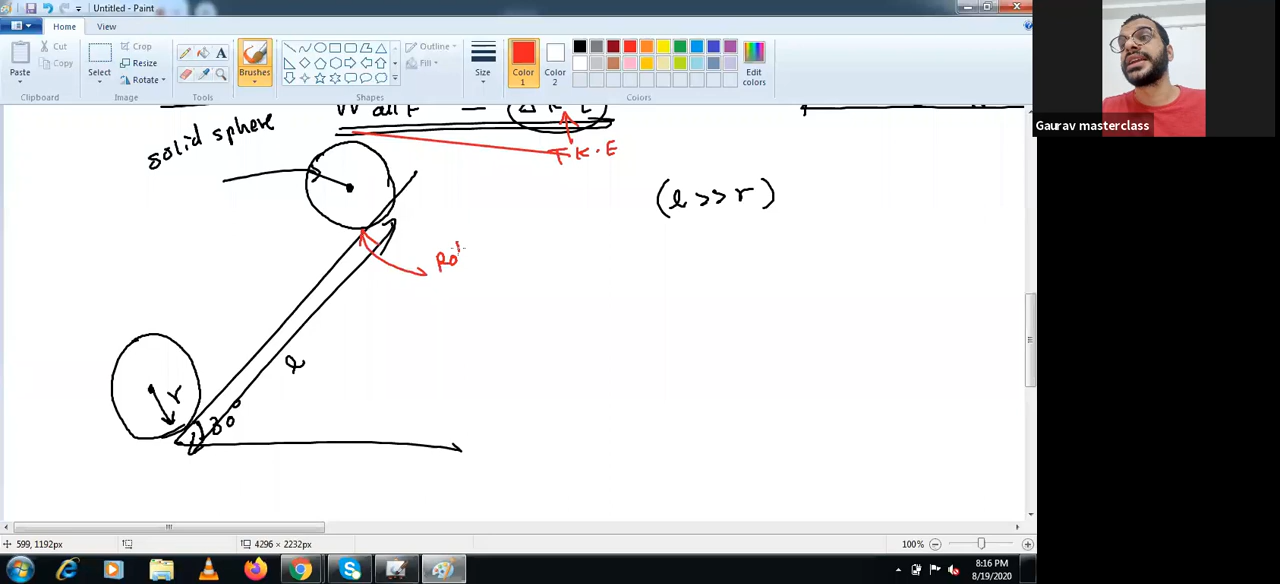 Untitled - Paint
Home View
Paste
Cut
Copy
Clipboard
Select
Crop
Resize
Rotate
Image
A
Tools
Brushes
Outline
Fill
Shapes
Size
Color 1
Color 2
Edit colors
Colors
Gaurav masterclass
W all F = Δ K E
T K.E
solid sphere
(l >> r)
Rot
l
r
30°
599, 1192px
4296 × 2232px
100%
8:16 PM
8/19/2020